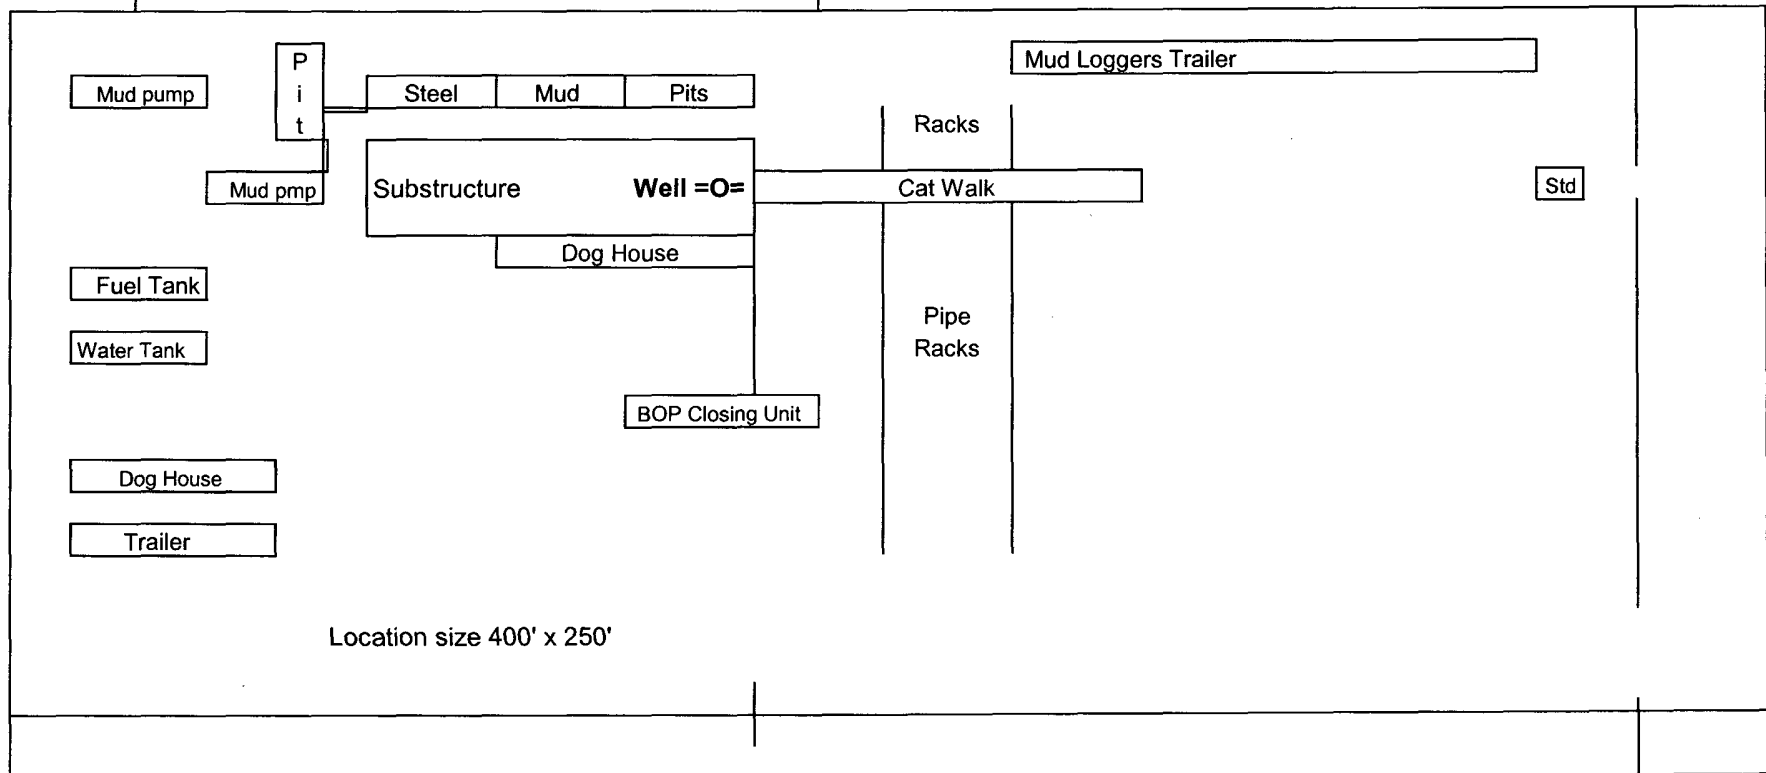 P
i
t
Mud Loggers Trailer
Mud pump
Steel
Mud
Pits
Racks
Mud pmp
Substructure
Well =O=
Cat Walk
Std
Dog House
Fuel Tank
Pipe
Racks
Water Tank
BOP Closing Unit
Dog House
Trailer
Location size 400' x 250'